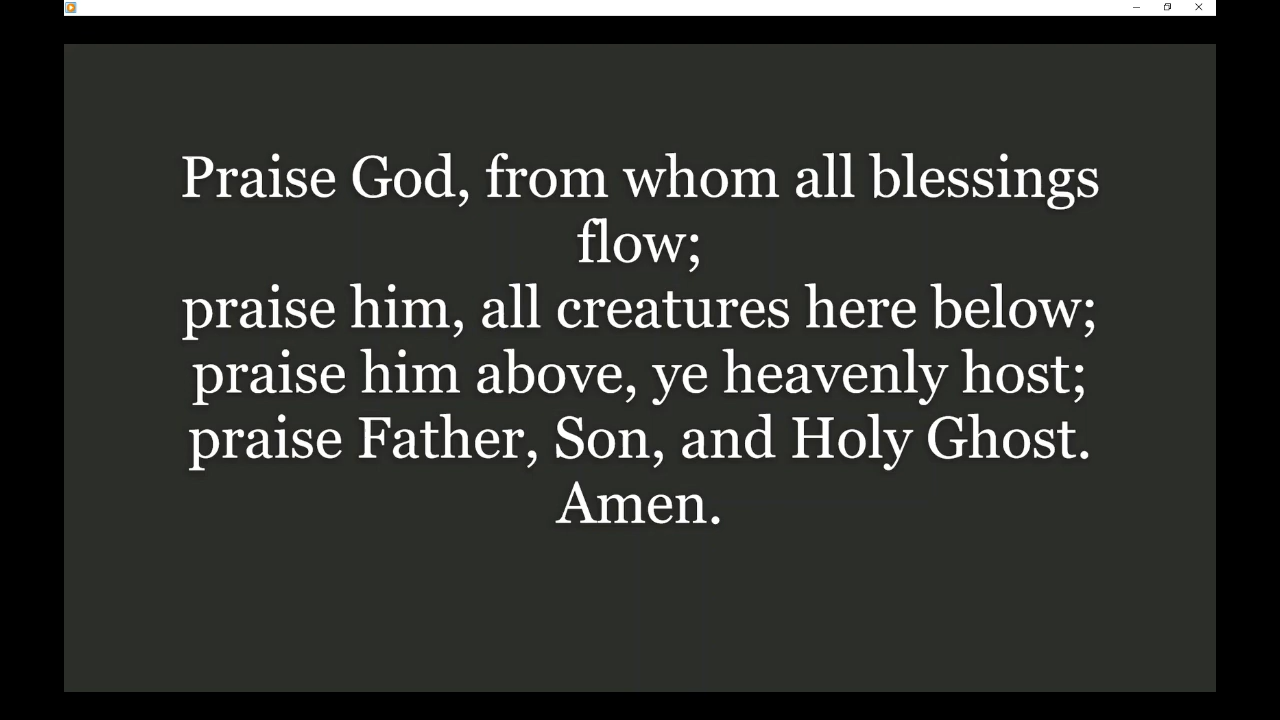 Praise God, from whom all blessings
flow;
praise him, all creatures here below;
praise him above, ye heavenly host;
praise Father, Son, and Holy Ghost.
Amen.